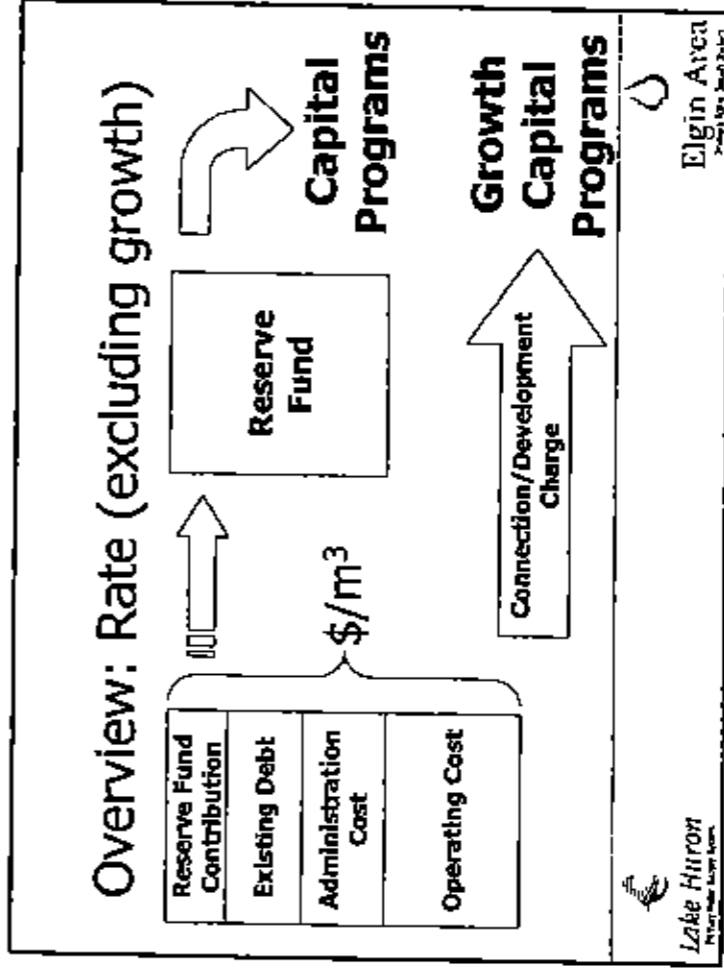 Overview: Rate (excluding growth)
Reserve Fund
Contribution
Existing Debt
Administration
Cost
Operating Cost
$/m³
Reserve
Fund
Capital
Programs
Connection/Development
Charge
Growth
Capital
Programs
Lake Huron
Elgin Area